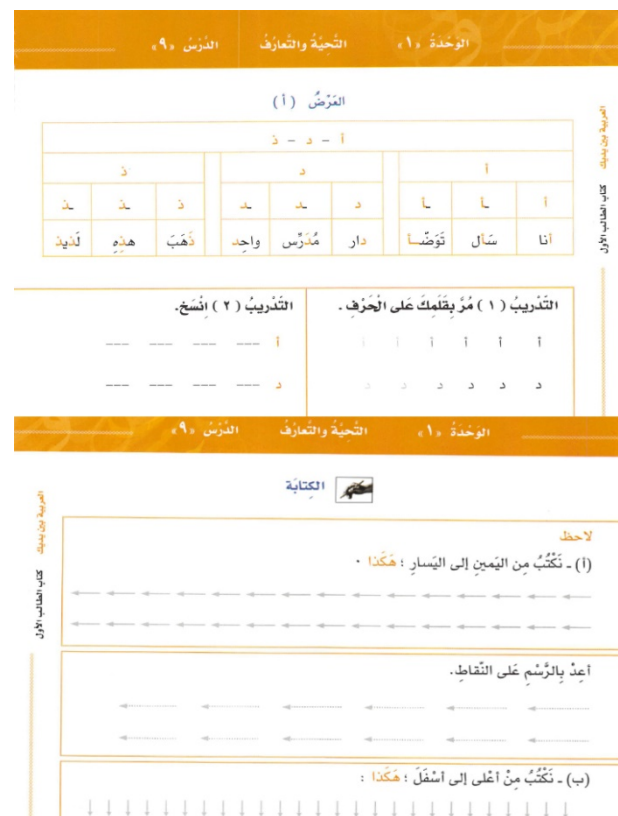 الوَحْدَةُ «١» التَّحِيَّةُ والتَّعارُفُ الدَّرْسُ «٩»
العَرْضُ (أ)
أ - د - ذ
أ د ذ
أ ـأ ـأ د ـد ـد ذ ـذ ـذ
أنا سَأَل تَوَضَّـأ دار مُدَرِّس واحِد ذَهَبَ هذِهِ لَذيذ
التَّدْريبُ (١) مُرَّ بِقَلَمِكَ عَلى الْحَرْفِ .
أ أ أ أ أ أ
د د د د د د
التَّدْريبُ (٢) اِنْسَخ.
أ --- --- --- ---
د --- --- --- ---
العربية بين يديك كتاب الطالب الأول
الوَحْدَةُ «١» التَّحِيَّةُ والتَّعارُفُ الدَّرْسُ «٩»
الكِتابَة
لاحظ
(أ) ـ نَكْتُبُ مِن اليَمينِ إلى اليَسارِ ؛ هَكَذا ٠
أعِدْ بِالرَّسْمِ عَلى النِّقاطِ.
(ب) ـ نَكْتُبُ مِنْ أعْلى إلى أسْفَلَ ؛ هَكَذا :
العربية بين يديك كتاب الطالب الأول